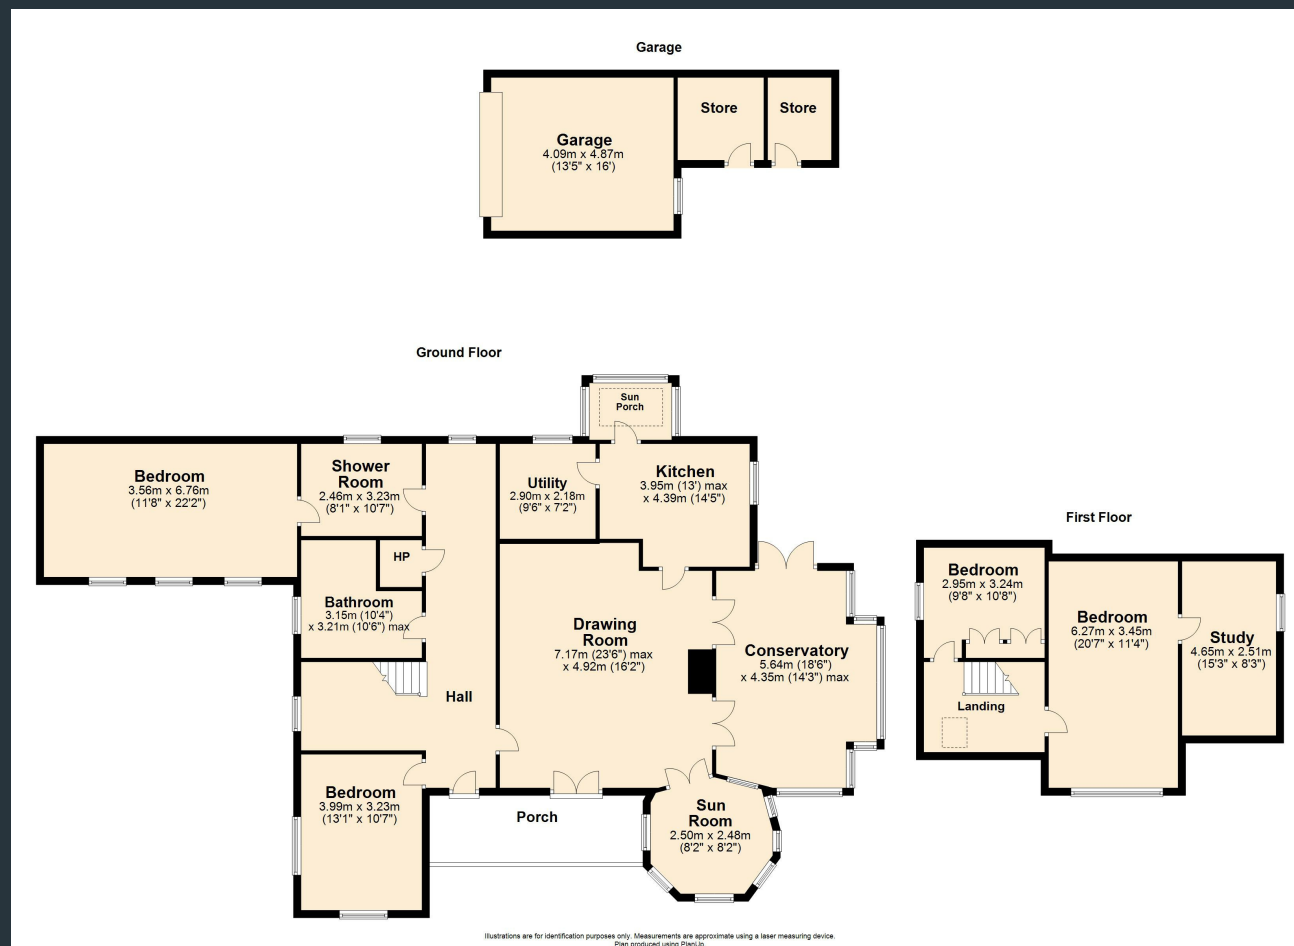 Garage
Garage
4.09m x 4.87m
(13'5" x 16')
Store
Store
Ground Floor
Sun
Porch
Bedroom
3.56m x 6.76m
(11'8" x 22'2")
Shower
Room
2.46m x 3.23m
(8'1" x 10'7")
Utility
2.90m x 2.18m
(9'6" x 7'2")
Kitchen
3.95m (13') max
x 4.39m (14'5")
HP
Bathroom
3.15m (10'4")
x 3.21m (10'6") max
Drawing
Room
7.17m (23'6") max
x 4.92m (16'2")
Conservatory
5.64m (18'6")
x 4.35m (14'3") max
Hall
Bedroom
3.99m x 3.23m
(13'1" x 10'7")
Porch
Sun
Room
2.50m x 2.48m
(8'2" x 8'2")
First Floor
Bedroom
2.95m x 3.24m
(9'8" x 10'8")
Bedroom
6.27m x 3.45m
(20'7" x 11'4")
Study
4.65m x 2.51m
(15'3" x 8'3")
Landing
Illustrations are for identification purposes only. Measurements are approximate using a laser measuring device.
Plan produced using PlanUp.